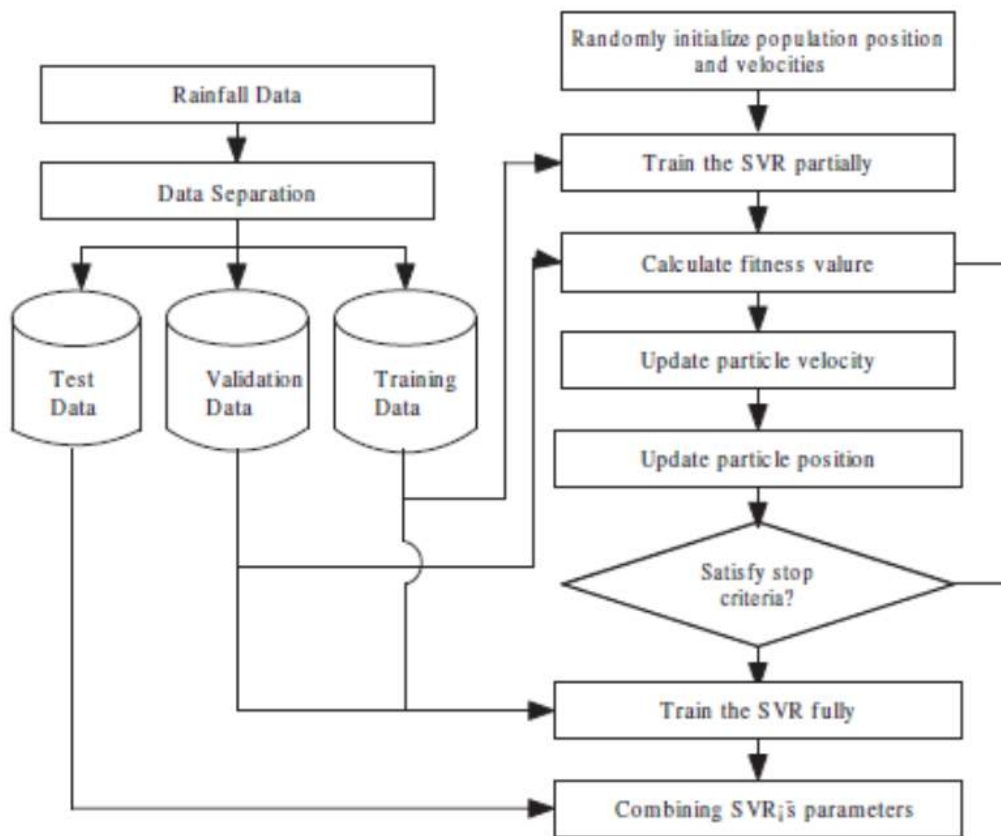 Rainfall Data
Data Separation
Test
Data
Validation
Data
Training
Data
Randomly initialize population position
and velocities
Train the SVR partially
Calculate fitness valure
Update particle velocity
Update particle position
Satisfy stop
criteria?
Train the SVR fully
Combining SVR¡s̄ parameters